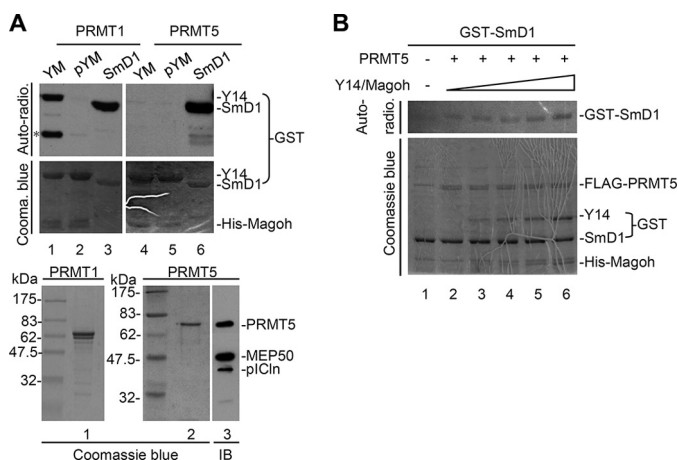 A
PRMT1 PRMT5
YM pYM SmD1 YM pYM SmD1
Auto-radio.
-Y14
-SmD1
*
GST
Cooma. blue
-Y14
-SmD1
-His-Magoh
1 2 3 4 5 6
kDa PRMT1 kDa PRMT5
175-
83-
62-
47.5-
32-
175-
83-
62-
47.5-
32-
-PRMT5
-MEP50
-pICln
1 2 3
Coomassie blue IB
B
GST-SmD1
PRMT5 - + + + + +
Y14/Magoh -
Auto-radio.
-GST-SmD1
Coomassie blue
-FLAG-PRMT5
-Y14
-SmD1
GST
-His-Magoh
1 2 3 4 5 6